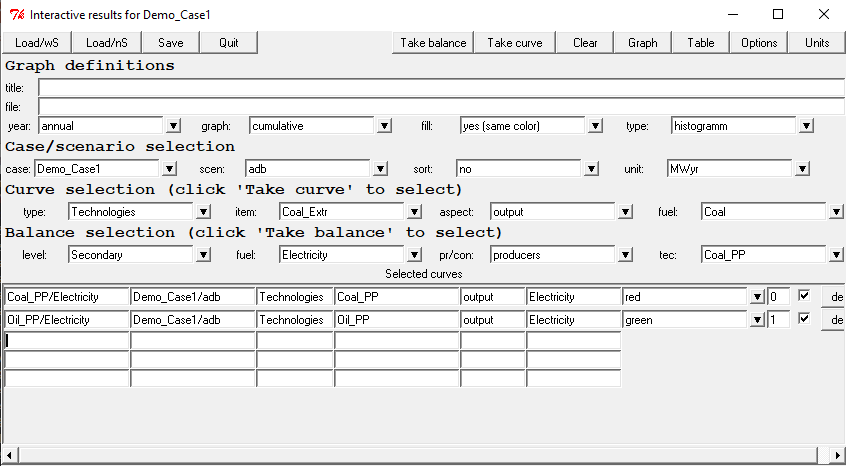 Interactive results for Demo_Case1
Load/wS Load/nS Save Quit Take balance Take curve Clear Graph Table Options Units
Graph definitions
title:
file:
year: annual graph: cumulative fill: yes (same color) type: histogramm
Case/scenario selection
case: Demo_Case1 scen: adb sort: no unit: MWyr
Curve selection (click 'Take curve' to select)
type: Technologies item: Coal_Extr aspect: output fuel: Coal
Balance selection (click 'Take balance' to select)
level: Secondary fuel: Electricity pr/con: producers tec: Coal_PP
Selected curves
Coal_PP/Electricity Demo_Case1/adb Technologies Coal_PP output Electricity red 0 de
Oil_PP/Electricity Demo_Case1/adb Technologies Oil_PP output Electricity green 1 de